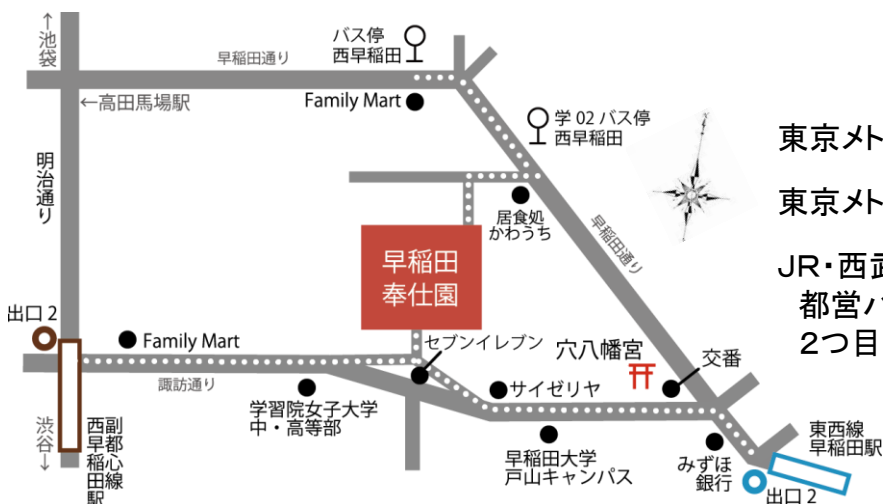 ↑池袋
バス停
西早稲田
早稲田通り
←高田馬場駅
Family Mart
学 02 バス停
西早稲田
明治通り
居食処
かわうち
早稲田通り
早稲田
奉仕園
出口 2
Family Mart
セブンイレブン
穴八幡宮
交番
諏訪通り
サイゼリヤ
学習院女子大学
中・高等部
早稲田大学
戸山キャンパス
みずほ
銀行
東西線
早稲田駅
出口 2
渋谷↓
副都心線
西早稲田駅
東京メト
東京メト
JR・西武
都営バ
2つ目